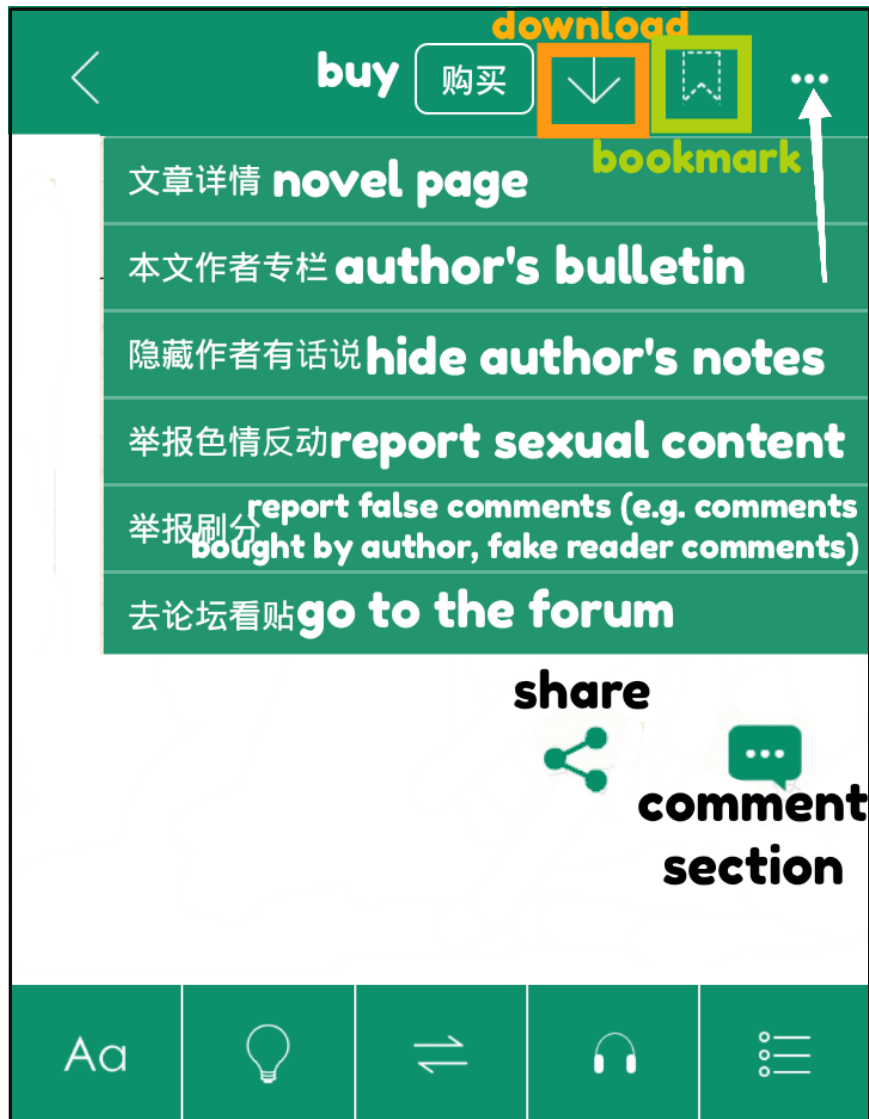 download
buy 购买
bookmark
文章详情 novel page
本文作者专栏 author's bulletin
隐藏作者有话说 hide author's notes
举报色情反动 report sexual content
举报刷分 report false comments (e.g. comments
bought by author, fake reader comments)
去论坛看贴 go to the forum
share
comment
section
Aa